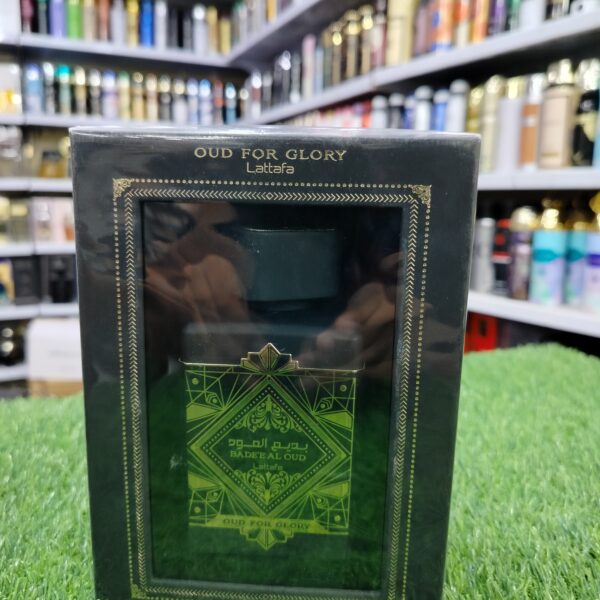 OUD FOR GLORY
Lattafa
بديع العود
BADE'E AL OUD
Lattafa
OUD FOR GLORY